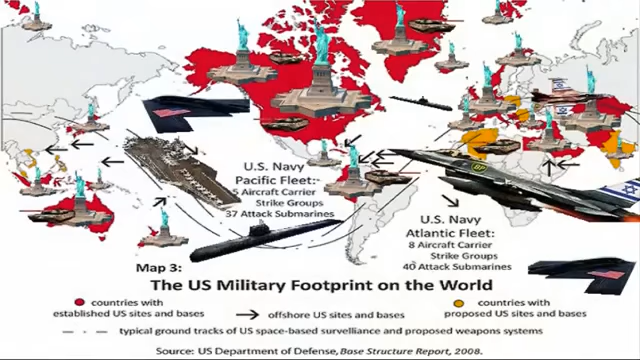 U.S. Navy
Pacific Fleet:
5 Aircraft Carrier
Strike Groups
37 Attack Submarines
U.S. Navy
Atlantic Fleet:
8 Aircraft Carrier
Strike Groups
40 Attack Submarines
Map 3:
The US Military Footprint on the World
countries with
established US sites and bases
offshore US sites and bases
countries with
proposed US sites and bases
typical ground tracks of US space-based surveillance and proposed weapons systems
Source: US Department of Defense, Base Structure Report, 2008.